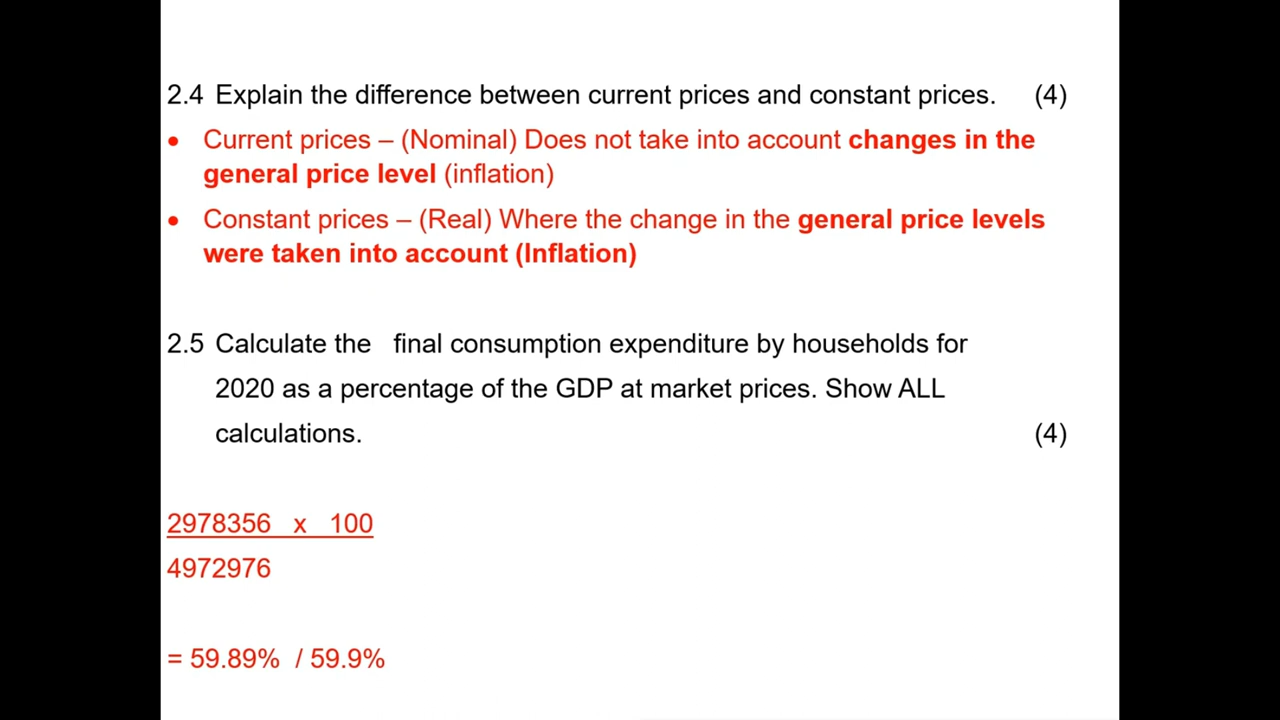 2.4 Explain the difference between current prices and constant prices. (4)
• Current prices – (Nominal) Does not take into account changes in the
general price level (inflation)
• Constant prices – (Real) Where the change in the general price levels
were taken into account (Inflation)
2.5 Calculate the final consumption expenditure by households for
2020 as a percentage of the GDP at market prices. Show ALL
calculations. (4)
2978356 x 100
4972976
= 59.89% / 59.9%